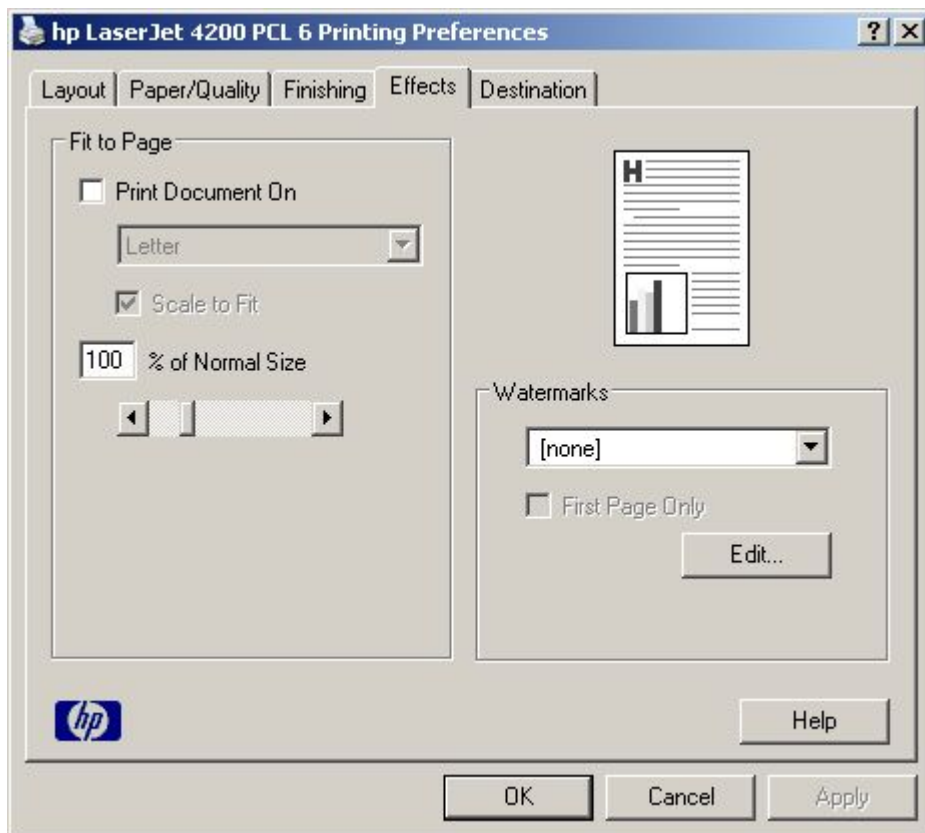 hp LaserJet 4200 PCL 6 Printing Preferences
Layout Paper/Quality Finishing Effects Destination
Fit to Page
Print Document On
Letter
Scale to Fit
100 % of Normal Size
H
Watermarks
[none]
First Page Only
Edit...
hp
Help
OK Cancel Apply